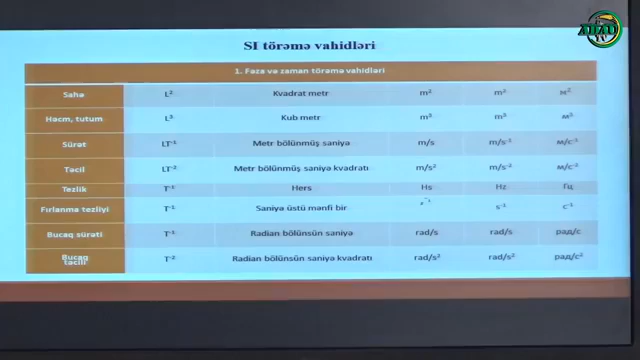 ABAD
SI törəmə vahidləri
1. Fəza və zaman törəmə vahidləri
Sahə L² Kvadrat metr m² m² м²
Həcm, tutum L³ Kub metr m³ m³ м³
Sürət LT⁻¹ Metr bölünmüş saniyə m/s m/s⁻¹ м/с⁻¹
Təcil LT⁻² Metr bölünmüş saniyə kvadratı m/s² m/s⁻² м/с⁻²
Tezlik T⁻¹ Hers Hs Hz Гц
Fırlanma tezliyi T⁻¹ Saniyə üstü mənfi bir s⁻¹ s⁻¹ с⁻¹
Bucaq sürəti T⁻¹ Radian bölünsün saniyə rad/s rad/s рад/с
Bucaq təcili T⁻² Radian bölünsün saniyə kvadratı rad/s² rad/s² рад/с²